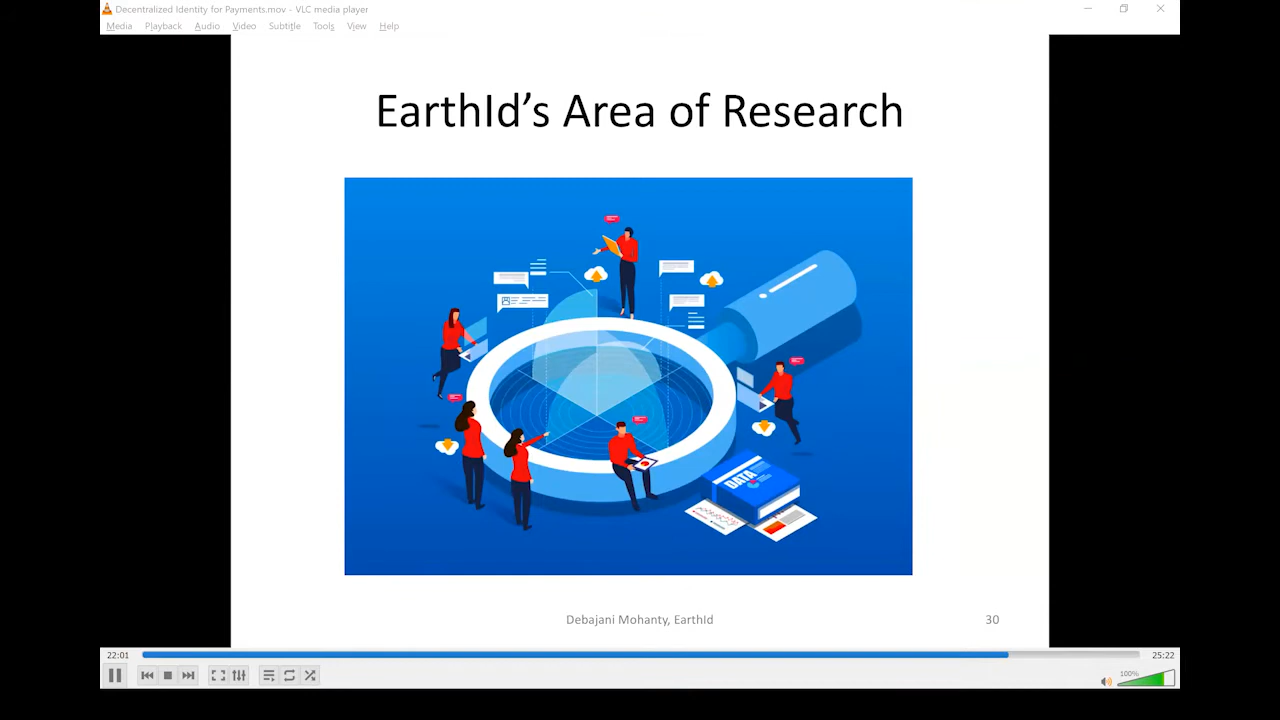 Decentralized Identity for Payments.mov - VLC media player
Media Playback Audio Video Subtitle Tools View Help
EarthId’s Area of Research
DATA
Debajani Mohanty, EarthId
30
22:01
25:22
100%